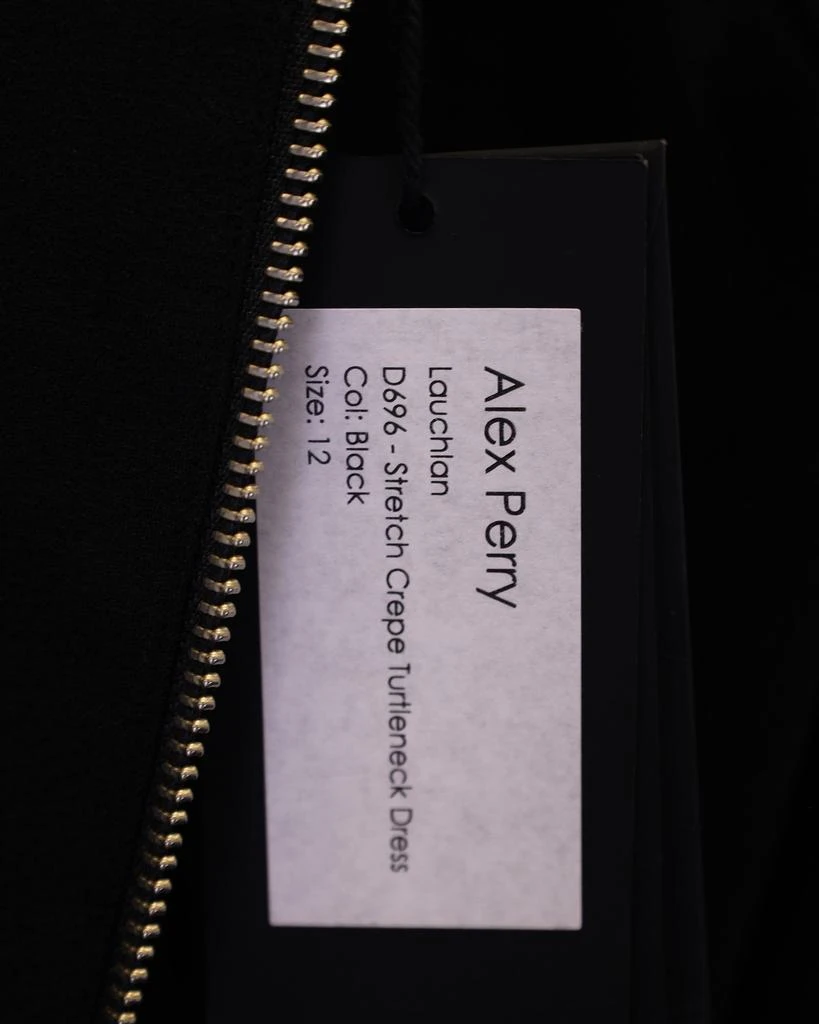 Alex Perry
Lauchlan
D696 - Stretch Crepe Turtleneck Dress
Col: Black
Size: 12